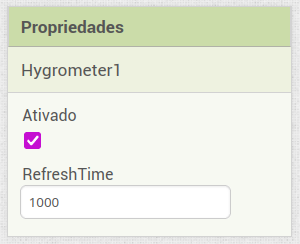 Propriedades
Hygrometer1
Ativado
RefreshTime
1000